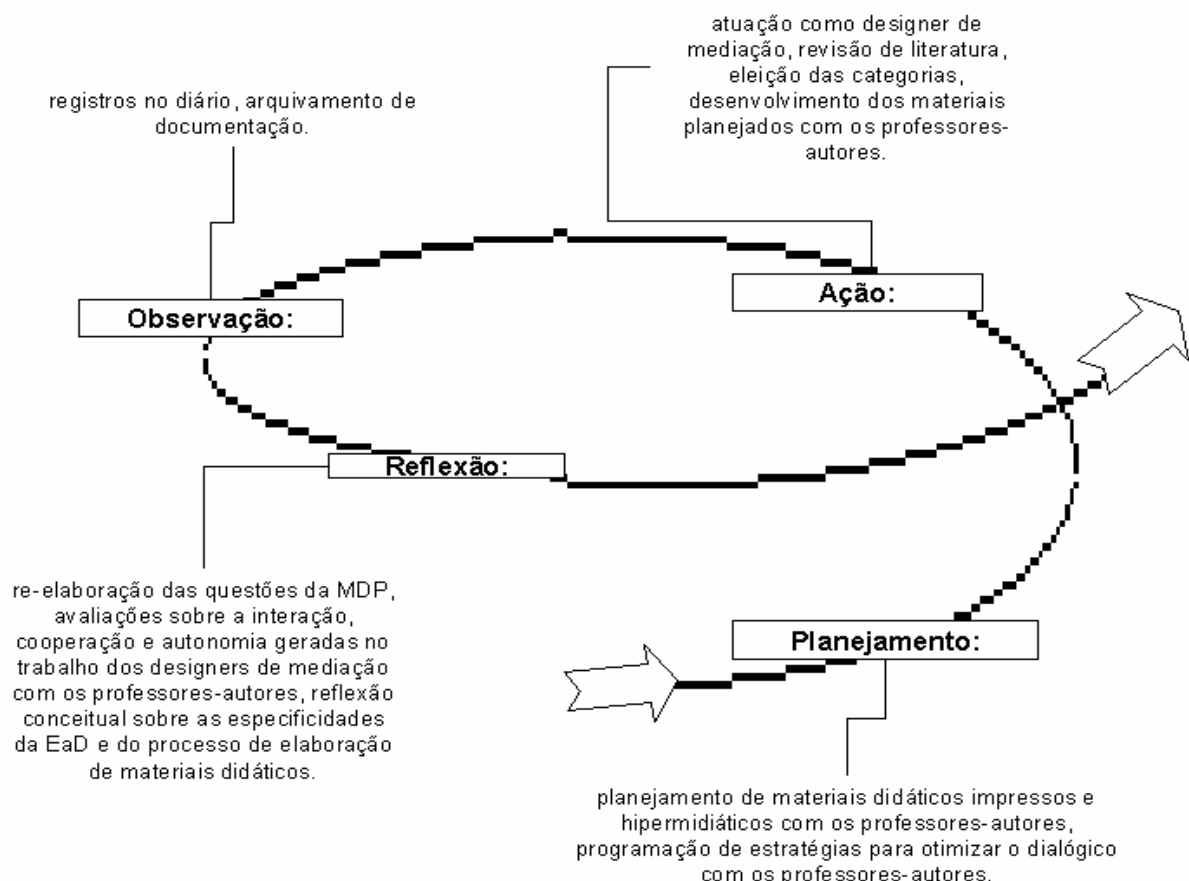 atuação como designer de
mediação, revisão de literatura,
eleição das categorias,
desenvolvimento dos materiais
planejados com os professores-
autores.
registros no diário, arquivamento de
documentação.
Observação:
Ação:
Reflexão:
re-elaboração das questões da MDP,
avaliações sobre a interação,
cooperação e autonomia geradas no
trabalho dos designers de mediação
com os professores-autores, reflexão
conceitual sobre as especificidades
da EaD e do processo de elaboração
de materiais didáticos.
Planejamento:
planejamento de materiais didáticos impressos e
hipermidiáticos com os professores-autores,
programação de estratégias para otimizar o dialógico
com os professores-autores.